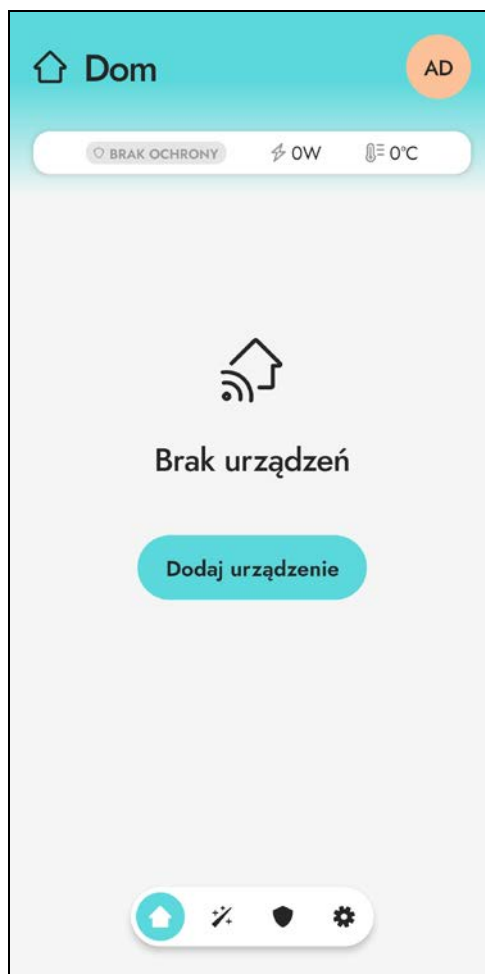 Dom
AD
BRAK OCHRONY 0W 0°C
Brak urządzeń
Dodaj urządzenie